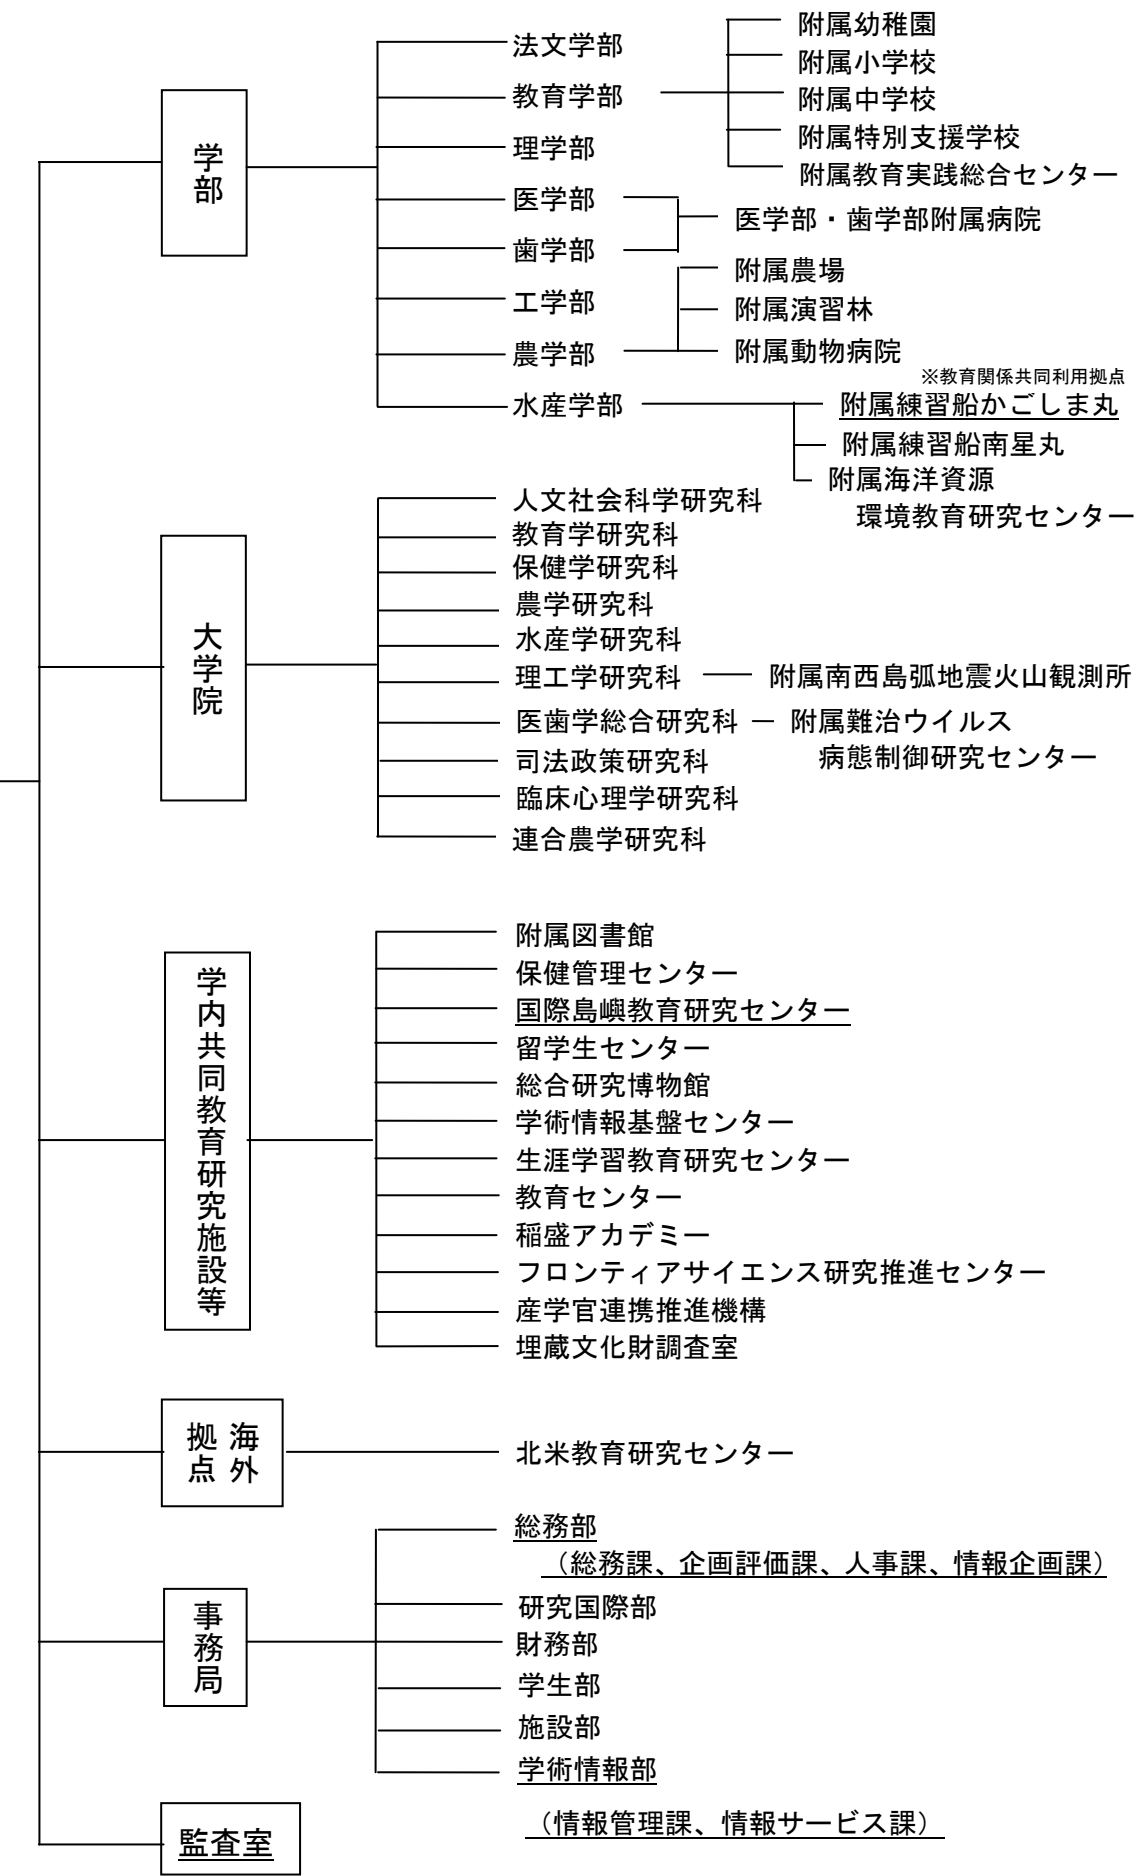 学部
法文学部
教育学部
附属幼稚園
附属小学校
附属中学校
附属特別支援学校
附属教育実践総合センター
理学部
医学部
歯学部
医学部・歯学部附属病院
工学部
農学部
附属農場
附属演習林
附属動物病院
水産学部
※教育関係共同利用拠点
附属練習船かごしま丸
附属練習船南星丸
附属海洋資源
環境教育研究センター
大学院
人文社会科学研究科
教育学研究科
保健学研究科
農学研究科
水産学研究科
理工学研究科
附属南西島弧地震火山観測所
医歯学総合研究科
附属難治ウイルス
病態制御研究センター
司法政策研究科
臨床心理学研究科
連合農学研究科
学内共同教育研究施設等
附属図書館
保健管理センター
国際島嶼教育研究センター
留学生センター
総合研究博物館
学術情報基盤センター
生涯学習教育研究センター
教育センター
稲盛アカデミー
フロンティアサイエンス研究推進センター
産学官連携推進機構
埋蔵文化財調査室
海外
拠点
北米教育研究センター
事務局
総務部
（総務課、企画評価課、人事課、情報企画課）
研究国際部
財務部
学生部
施設部
学術情報部
（情報管理課、情報サービス課）
監査室